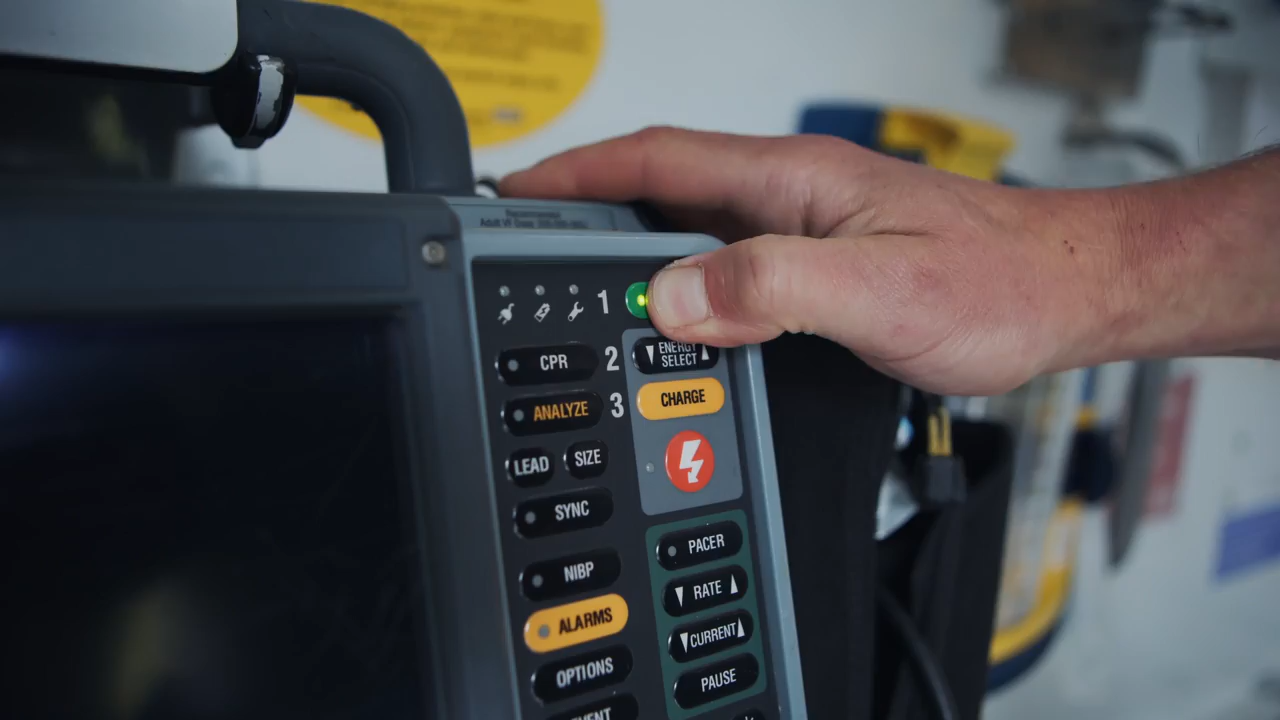 1
CPR
2
ENERGY
SELECT
ANALYZE
3
CHARGE
LEAD
SIZE
SYNC
PACER
NIBP
RATE
ALARMS
CURRENT
OPTIONS
PAUSE